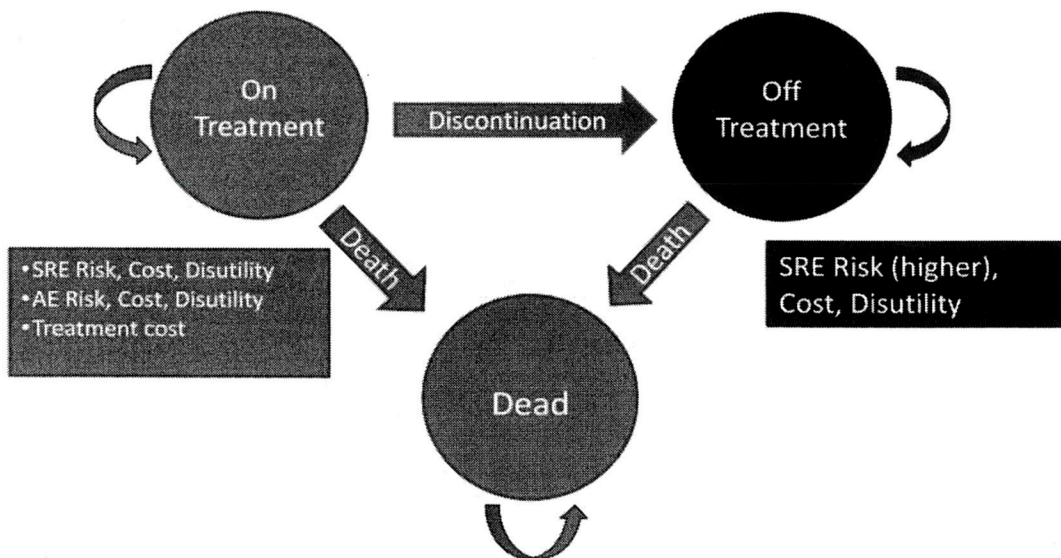 On
Treatment
Discontinuation
Off
Treatment
Death
Death
•SRE Risk, Cost, Disutility
•AE Risk, Cost, Disutility
•Treatment cost
SRE Risk (higher),
Cost, Disutility
Dead